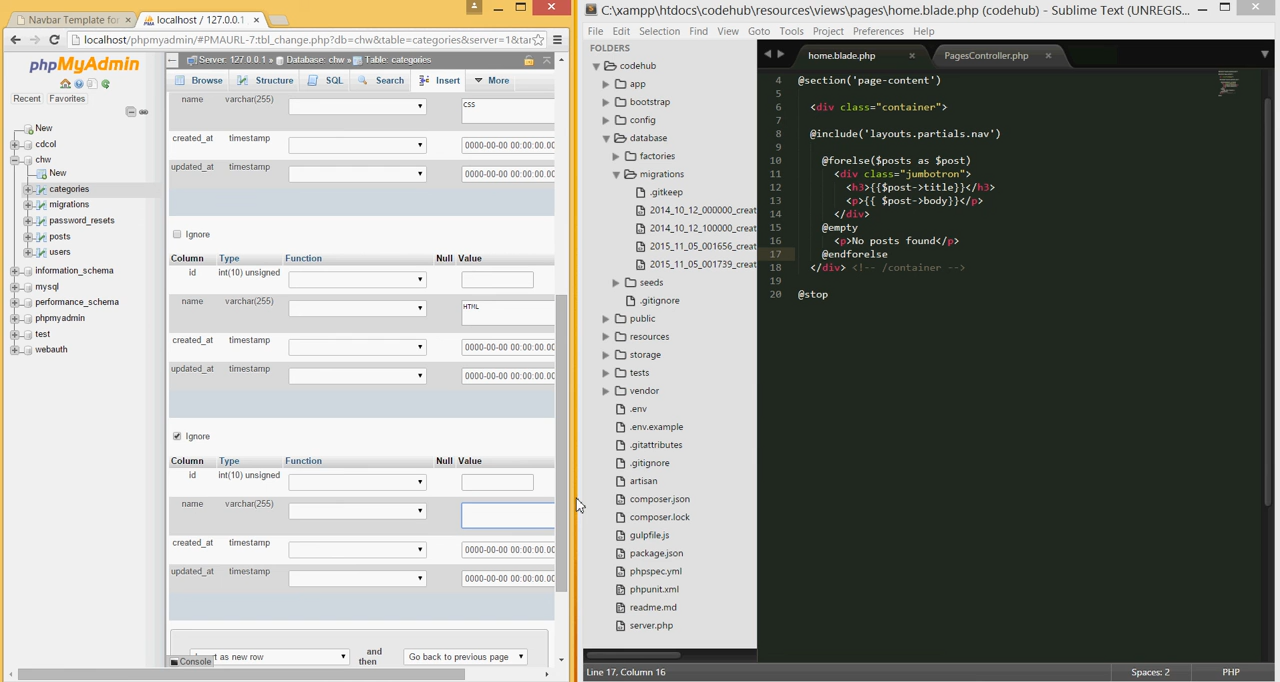 Navbar Template for
localhost / 127.0.0.1
localhost/phpmyadmin/#PMAURL-7:tbl_change.php?db=chw&table=categories&server=1&tar
phpMyAdmin
Recent
Favorites
New
cdcol
chw
New
categories
migrations
password_resets
posts
users
information_schema
mysql
performance_schema
phpmyadmin
test
webauth
Server: 127.0.0.1 » Database: chw » Table: categories
Browse
Structure
SQL
Search
Insert
More
name varchar(255) css
created_at timestamp 0000-00-00 00:00:00.00
updated_at timestamp 0000-00-00 00:00:00.00
Ignore
Column Type Function Null Value
id int(10) unsigned
name varchar(255) HTML
created_at timestamp 0000-00-00 00:00:00.00
updated_at timestamp 0000-00-00 00:00:00.00
Ignore
Column Type Function Null Value
id int(10) unsigned
name varchar(255)
created_at timestamp 0000-00-00 00:00:00.00
updated_at timestamp 0000-00-00 00:00:00.00
as new row and then Go back to previous page
Console
C:\xampp\htdocs\codehub\resources\views\pages\home.blade.php (codehub) - Sublime Text (UNREGIS...
File Edit Selection Find View Goto Tools Project Preferences Help
FOLDERS
codehub
app
bootstrap
config
database
factories
migrations
.gitkeep
2014_10_12_000000_creat
2014_10_12_100000_creat
2015_11_05_001656_creat
2015_11_05_001739_creat
seeds
.gitignore
public
resources
storage
tests
vendor
.env
.env.example
.gitattributes
.gitignore
artisan
composer.json
composer.lock
gulpfile.js
package.json
phpspec.yml
phpunit.xml
readme.md
server.php
home.blade.php
PagesController.php
4 @section('page-content')
5
6 <div class="container">
7
8 @include('layouts.partials.nav')
9
10 @forelse($posts as $post)
11 <div class="jumbotron">
12 <h3>{{$post->title}}</h3>
13 <p>{{ $post->body}}</p>
14 </div>
15 @empty
16 <p>No posts found</p>
17 @endforelse
18 </div> <!-- /container -->
19
20 @stop
Line 17, Column 16
Spaces: 2
PHP